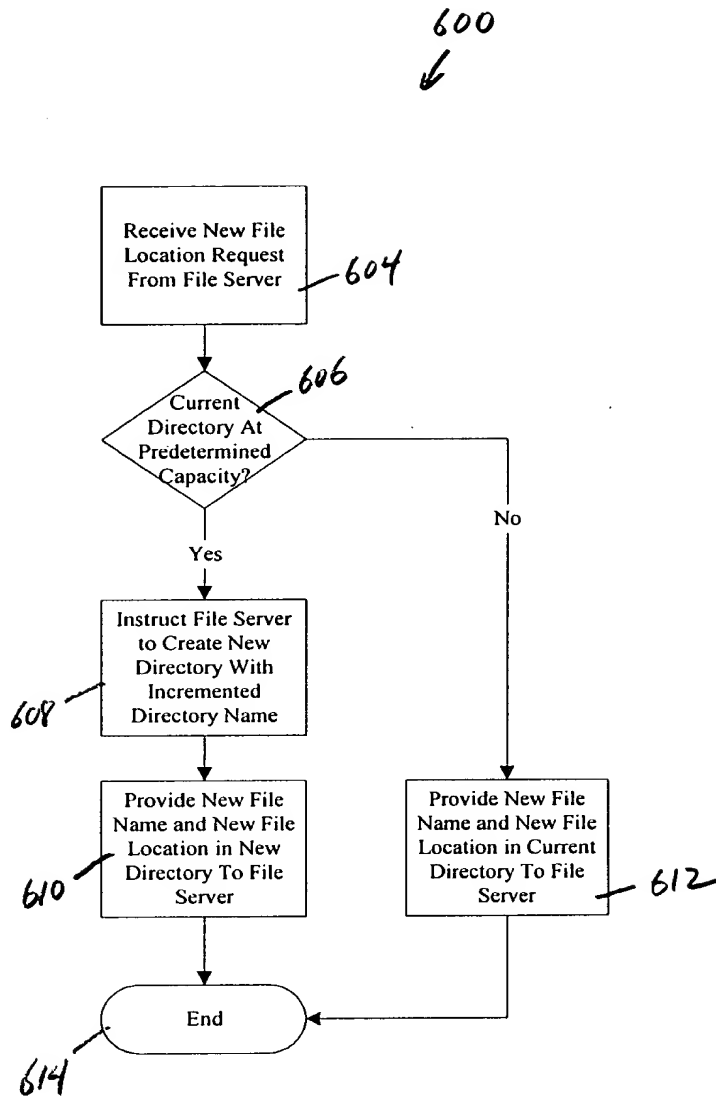 600
Receive New File
Location Request
From File Server
604
606
Current
Directory At
Predetermined
Capacity?
No
Yes
Instruct File Server
to Create New
Directory With
Incremented
Directory Name
608
Provide New File
Name and New File
Location in New
Directory To File
Server
610
Provide New File
Name and New File
Location in Current
Directory To File
Server
612
End
614